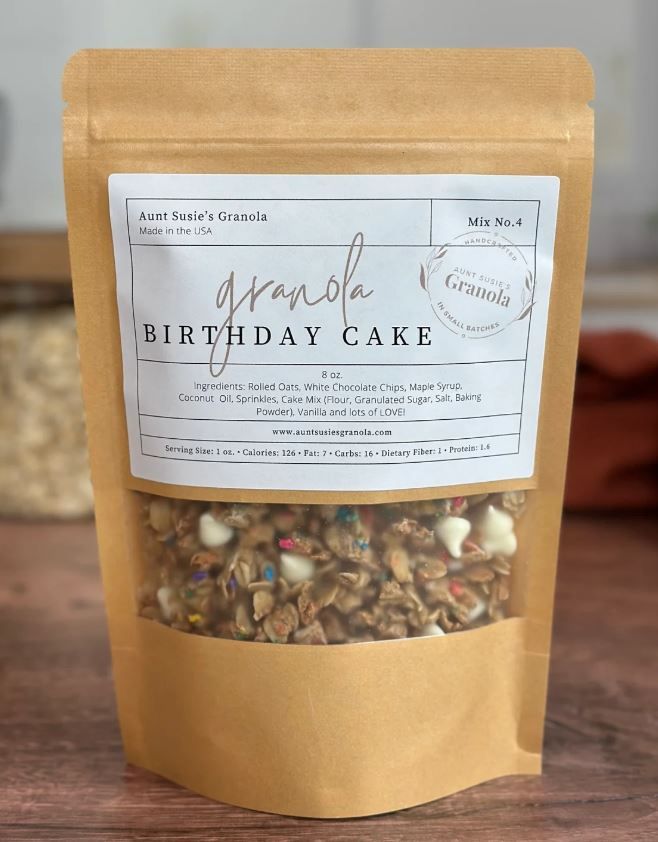 Aunt Susie's Granola
Made in the USA
Mix No.4
HANDCRAFTED
AUNT SUSIE'S
Granola
IN SMALL BATCHES
granola
BIRTHDAY CAKE
8 oz.
Ingredients: Rolled Oats, White Chocolate Chips, Maple Syrup,
Coconut Oil, Sprinkles, Cake Mix (Flour, Granulated Sugar, Salt, Baking
Powder), Vanilla and lots of LOVE!
www.auntsusiesgranola.com
Serving Size: 1 oz. • Calories: 126 • Fat: 7 • Carbs: 16 • Dietary Fiber: 1 • Protein: 1.6